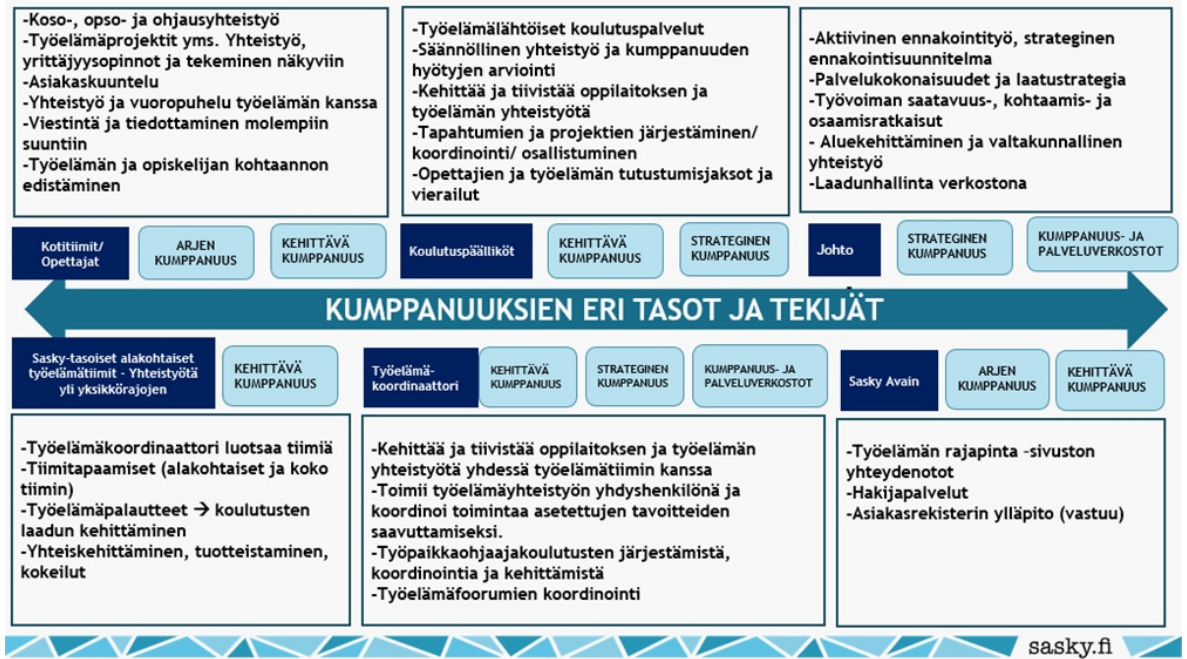 -Koso-, opso- ja ohjausyhteistyö
-Työelämäprojektit yms. Yhteistyö,
yrittäjyysopinnot ja tekeminen näkyviin
-Asiakaskuuntelu
-Yhteistyö ja vuoropuhelu työelämän kanssa
-Viestintä ja tiedottaminen molempiin
suuntiin
-Työelämän ja opiskelijan kohtaannon
edistäminen
-Työelämälähtöiset koulutuspalvelut
-Säännöllinen yhteistyö ja kumppanuuden
hyötyjen arviointi
-Kehittää ja tiivistää oppilaitoksen ja
työelämän yhteistyötä
-Tapahtumien ja projektien järjestäminen/
koordinointi/ osallistuminen
-Opettajien ja työelämän tutustumisjaksot ja
vierailut
-Aktiivinen ennakointityö, strateginen
ennakointisuunnitelma
-Palvelukokonaisuudet ja laatustrategia
-Työvoiman saatavuus-, kohtaamis- ja
osaamisratkaisut
- Aluekehittäminen ja valtakunnallinen
yhteistyö
-Laadunhallinta verkostona
Kotitiimit/
Opettajat
ARJEN
KUMPPANUUS
KEHITTÄVÄ
KUMPPANUUS
Koulutuspäälliköt
KEHITTÄVÄ
KUMPPANUUS
STRATEGINEN
KUMPPANUUS
Johto
STRATEGINEN
KUMPPANUUS
KUMPPANUUS- JA
PALVELUVERKOSTOT
KUMPPANUUKSIEN ERI TASOT JA TEKIJÄT
Sasky-tasoiset alakohtaiset
työelämätiimit - Yhteistyötä
yli yksikkörajojen
KEHITTÄVÄ
KUMPPANUUS
Työelämä-
koordinaattori
KEHITTÄVÄ
KUMPPANUUS
STRATEGINEN
KUMPPANUUS
KUMPPANUUS- JA
PALVELUVERKOSTOT
Sasky Avain
ARJEN
KUMPPANUUS
KEHITTÄVÄ
KUMPPANUUS
-Työelämäkoordinaattori luotsaa tiimiä
-Tiimitapaamiset (alakohtaiset ja koko
tiimin)
-Työelämäpalautteet → koulutusten
laadun kehittäminen
-Yhteiskehittäminen, tuotteistaminen,
kokeilut
-Kehittää ja tiivistää oppilaitoksen ja työelämän
yhteistyötä yhdessä työelämätiimin kanssa
-Toimii työelämäyhteistyön yhdyshenkilönä ja
koordinoi toimintaa asetettujen tavoitteiden
saavuttamiseksi.
-Työpaikkaohjaajakoulutusten järjestämistä,
koordinointia ja kehittämistä
-Työelämäfoorumien koordinointi
-Työelämän rajapinta –sivuston
yhteydenotot
-Hakijapalvelut
-Asiakasrekisterin ylläpito (vastuu)
sasky.fi